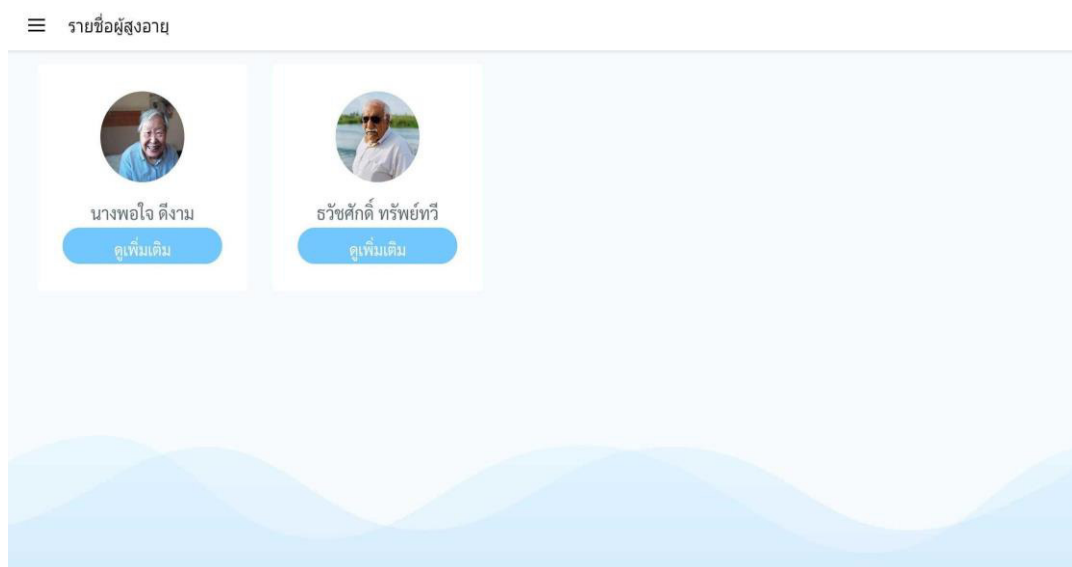 รายชื่อผู้สูงอายุ
นางพอใจ ดีงาม
ดูเพิ่มเติม
ธวัชศักดิ์ ทรัพย์ทวี
ดูเพิ่มเติม